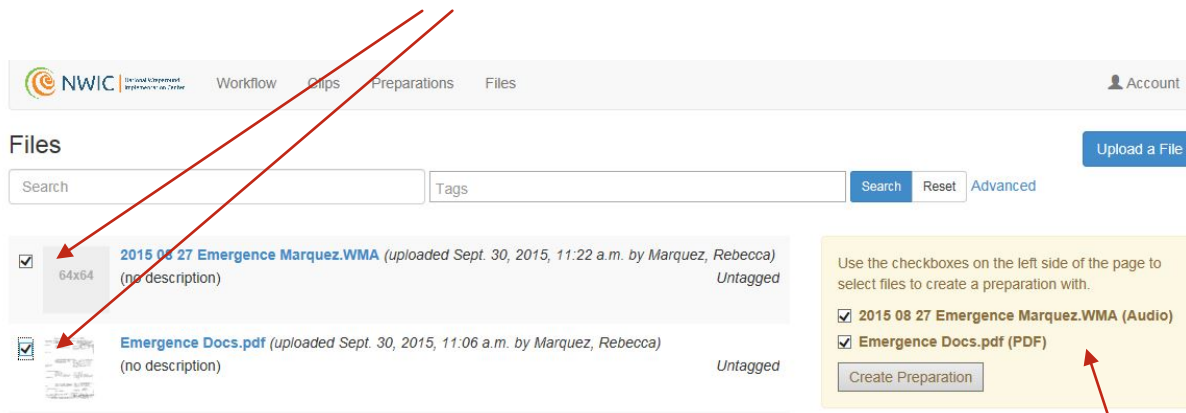 NWIC National Wraparound Implementation Center Workflow Clips Preparations Files Account
Files
Upload a File
Search Tags Search Reset Advanced
64x64
2015 08 27 Emergence Marquez.WMA (uploaded Sept. 30, 2015, 11:22 a.m. by Marquez, Rebecca)
(no description) Untagged
Emergence Docs.pdf (uploaded Sept. 30, 2015, 11:06 a.m. by Marquez, Rebecca)
(no description) Untagged
Use the checkboxes on the left side of the page to
select files to create a preparation with.
2015 08 27 Emergence Marquez.WMA (Audio)
Emergence Docs.pdf (PDF)
Create Preparation